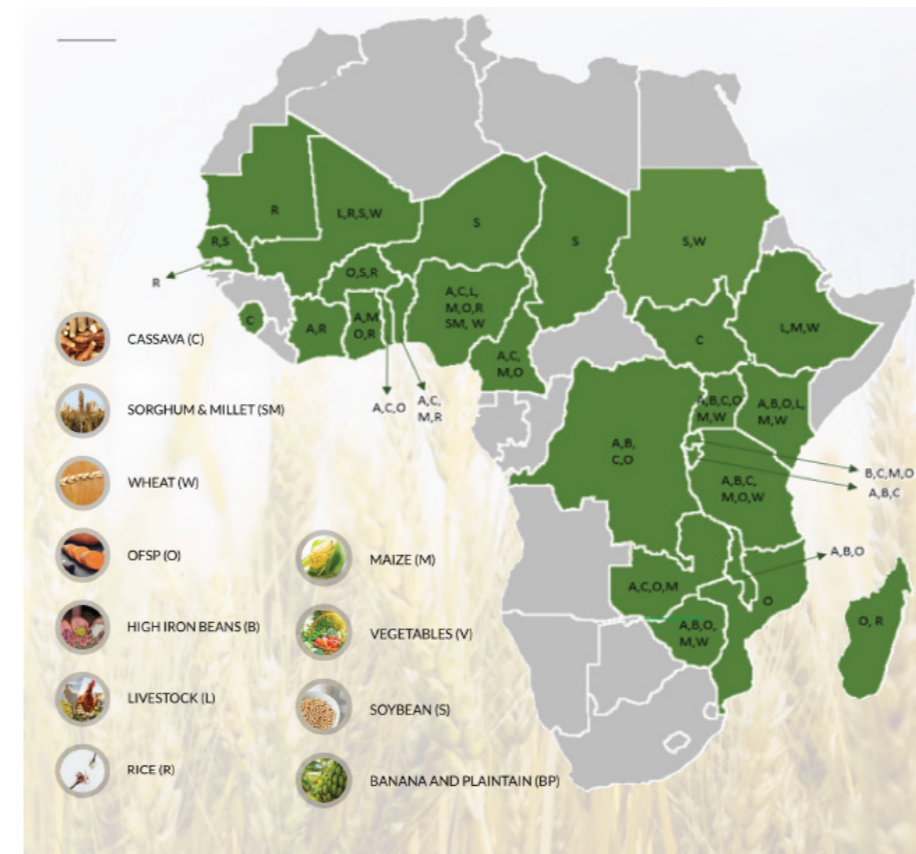 R
L,R,S,W
S
S
S,W
R,S
R
O,S,R
A,C,L,
M,O,R
SM, W
C
A,R
A,M
O,R
A,C,
M,O
C
L,M,W
A,C,O
A,C,
M,R
A,B,
C,O
A,B,C,O
M,W
A,B,O,L,
M,W
B,C,M,O
A,B,C
A,B,C,
M,O,W
A,B,O
A,C,O,M
O
A,B,O,
M,W
O, R
CASSAVA (C)
SORGHUM & MILLET (SM)
WHEAT (W)
OFSP (O)
HIGH IRON BEANS (B)
LIVESTOCK (L)
RICE (R)
MAIZE (M)
VEGETABLES (V)
SOYBEAN (S)
BANANA AND PLAINTAIN (BP)